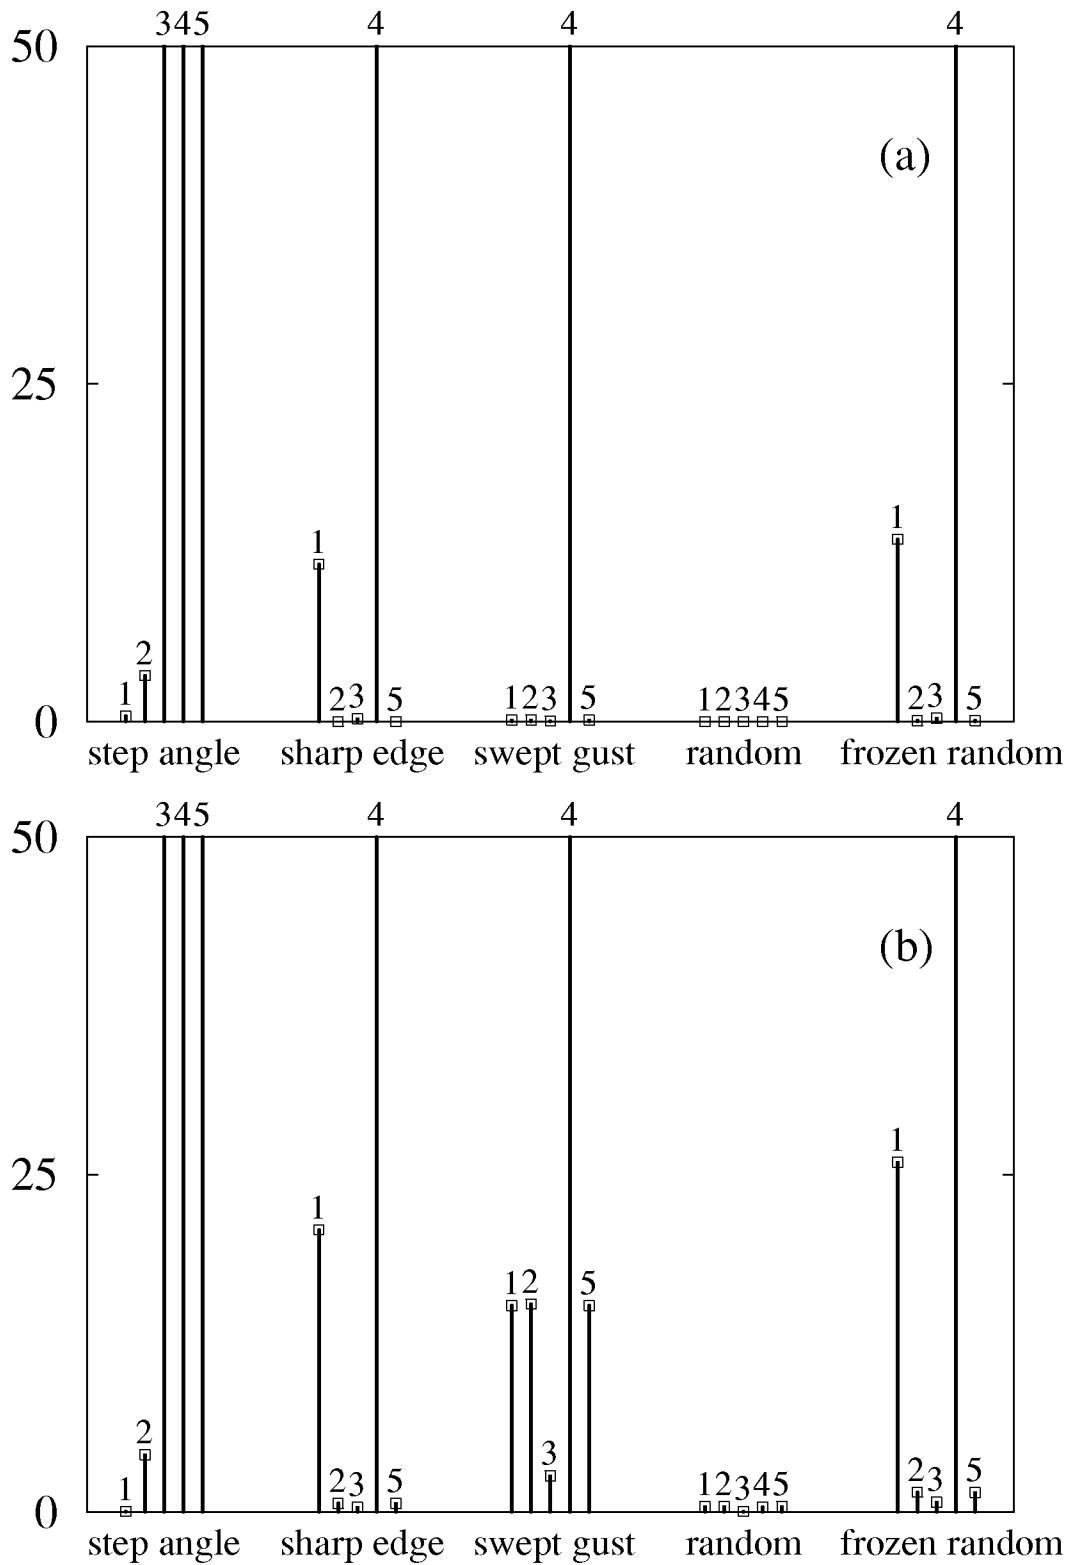 345 4 4 4
50
(a)
25
1 1
2
1 2 3 5 1 2 3 5 1 2 3 4 5 2 3 5
0
step angle sharp edge swept gust random frozen random
345 4 4 4
50
(b)
25
1
1
1 2 5
2 3
1 2 3 5 1 2 3 4 5 2 3 5
0
step angle sharp edge swept gust random frozen random